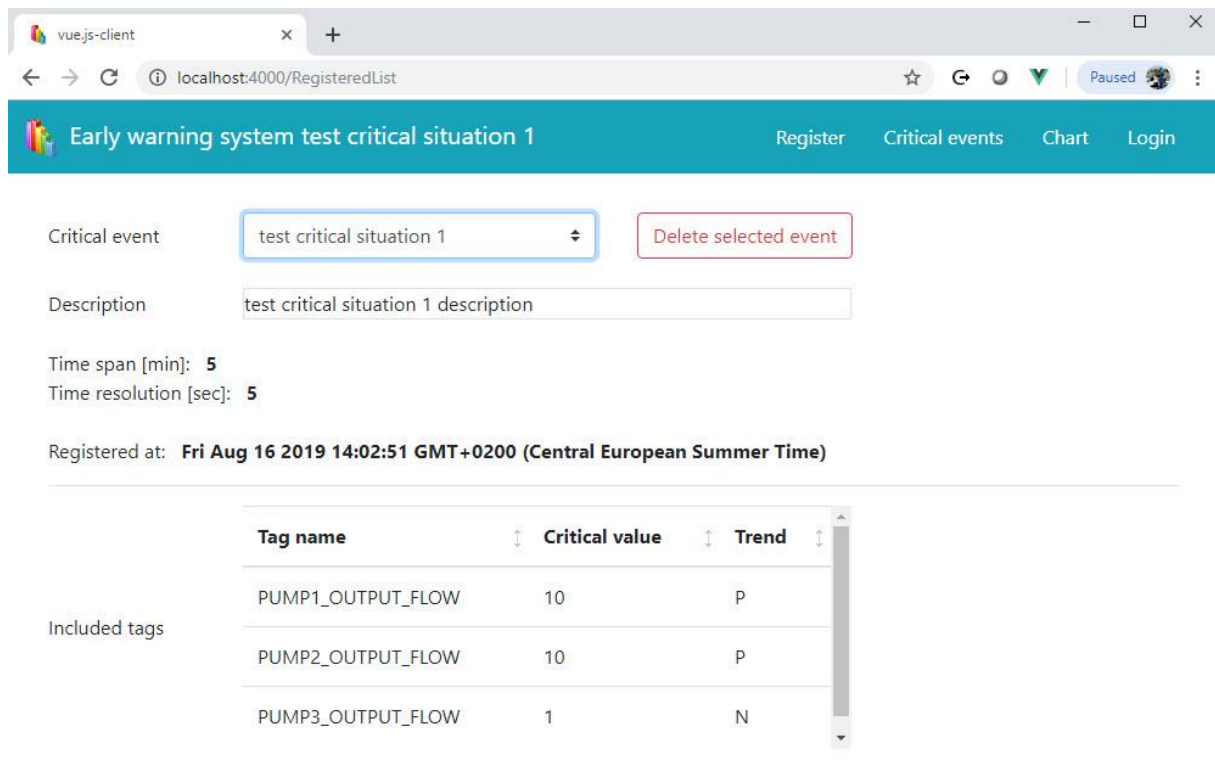 vue.js-client
localhost:4000/RegisteredList
Paused
Early warning system test critical situation 1 Register Critical events Chart Login
Critical event test critical situation 1 Delete selected event
Description test critical situation 1 description
Time span [min]: 5
Time resolution [sec]: 5
Registered at: Fri Aug 16 2019 14:02:51 GMT+0200 (Central European Summer Time)
Tag name Critical value Trend
PUMP1_OUTPUT_FLOW 10 P
Included tags
PUMP2_OUTPUT_FLOW 10 P
PUMP3_OUTPUT_FLOW 1 N